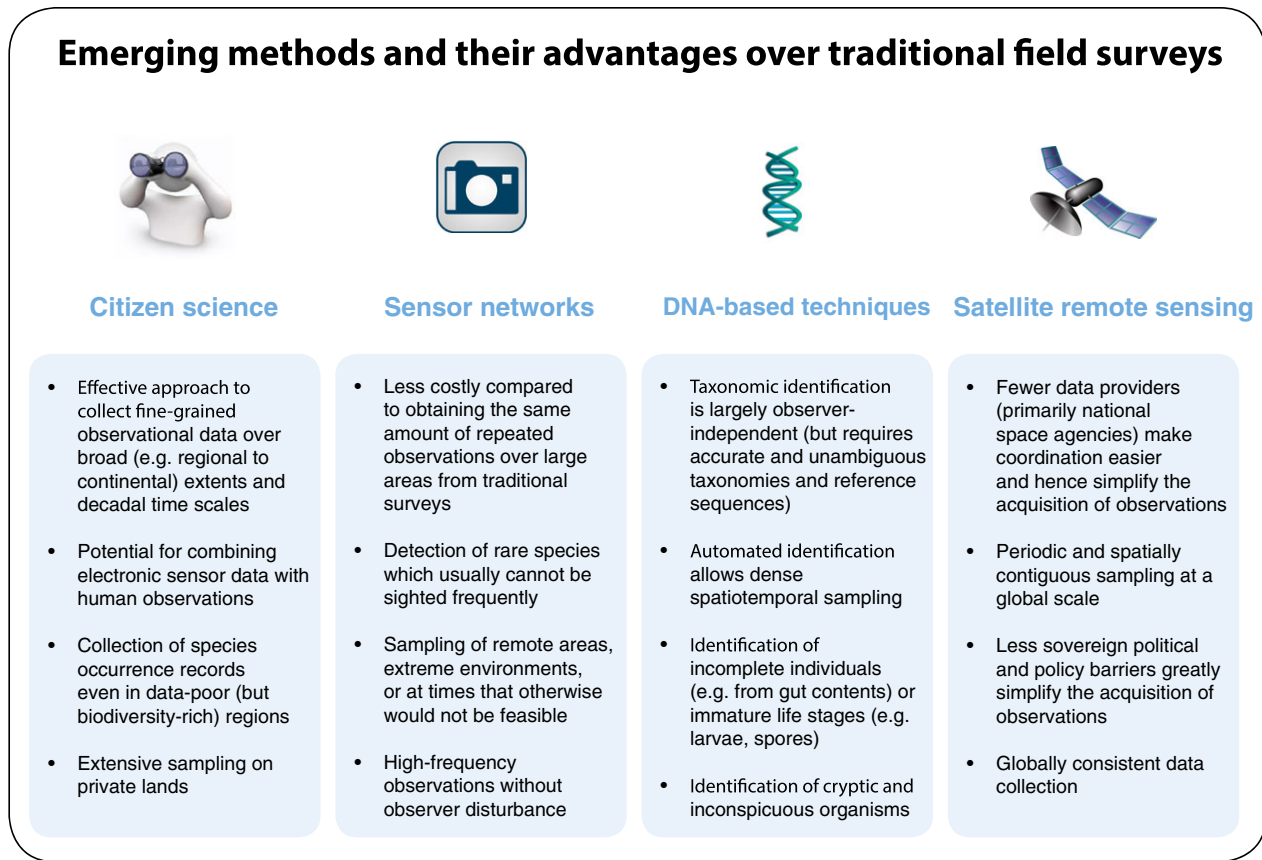 Emerging methods and their advantages over traditional field surveys
Citizen science
• Effective approach to
collect fine-grained
observational data over
broad (e.g. regional to
continental) extents and
decadal time scales
• Potential for combining
electronic sensor data with
human observations
• Collection of species
occurrence records
even in data-poor (but
biodiversity-rich) regions
• Extensive sampling on
private lands
Sensor networks
• Less costly compared
to obtaining the same
amount of repeated
observations over large
areas from traditional
surveys
• Detection of rare species
which usually cannot be
sighted frequently
• Sampling of remote areas,
extreme environments,
or at times that otherwise
would not be feasible
• High-frequency
observations without
observer disturbance
DNA-based techniques
• Taxonomic identification
is largely observer-
independent (but requires
accurate and unambiguous
taxonomies and reference
sequences)
• Automated identification
allows dense
spatiotemporal sampling
• Identification of
incomplete individuals
(e.g. from gut contents) or
immature life stages (e.g.
larvae, spores)
• Identification of cryptic and
inconspicuous organisms
Satellite remote sensing
• Fewer data providers
(primarily national
space agencies) make
coordination easier
and hence simplify the
acquisition of observations
• Periodic and spatially
contiguous sampling at a
global scale
• Less sovereign political
and policy barriers greatly
simplify the acquisition of
observations
• Globally consistent data
collection